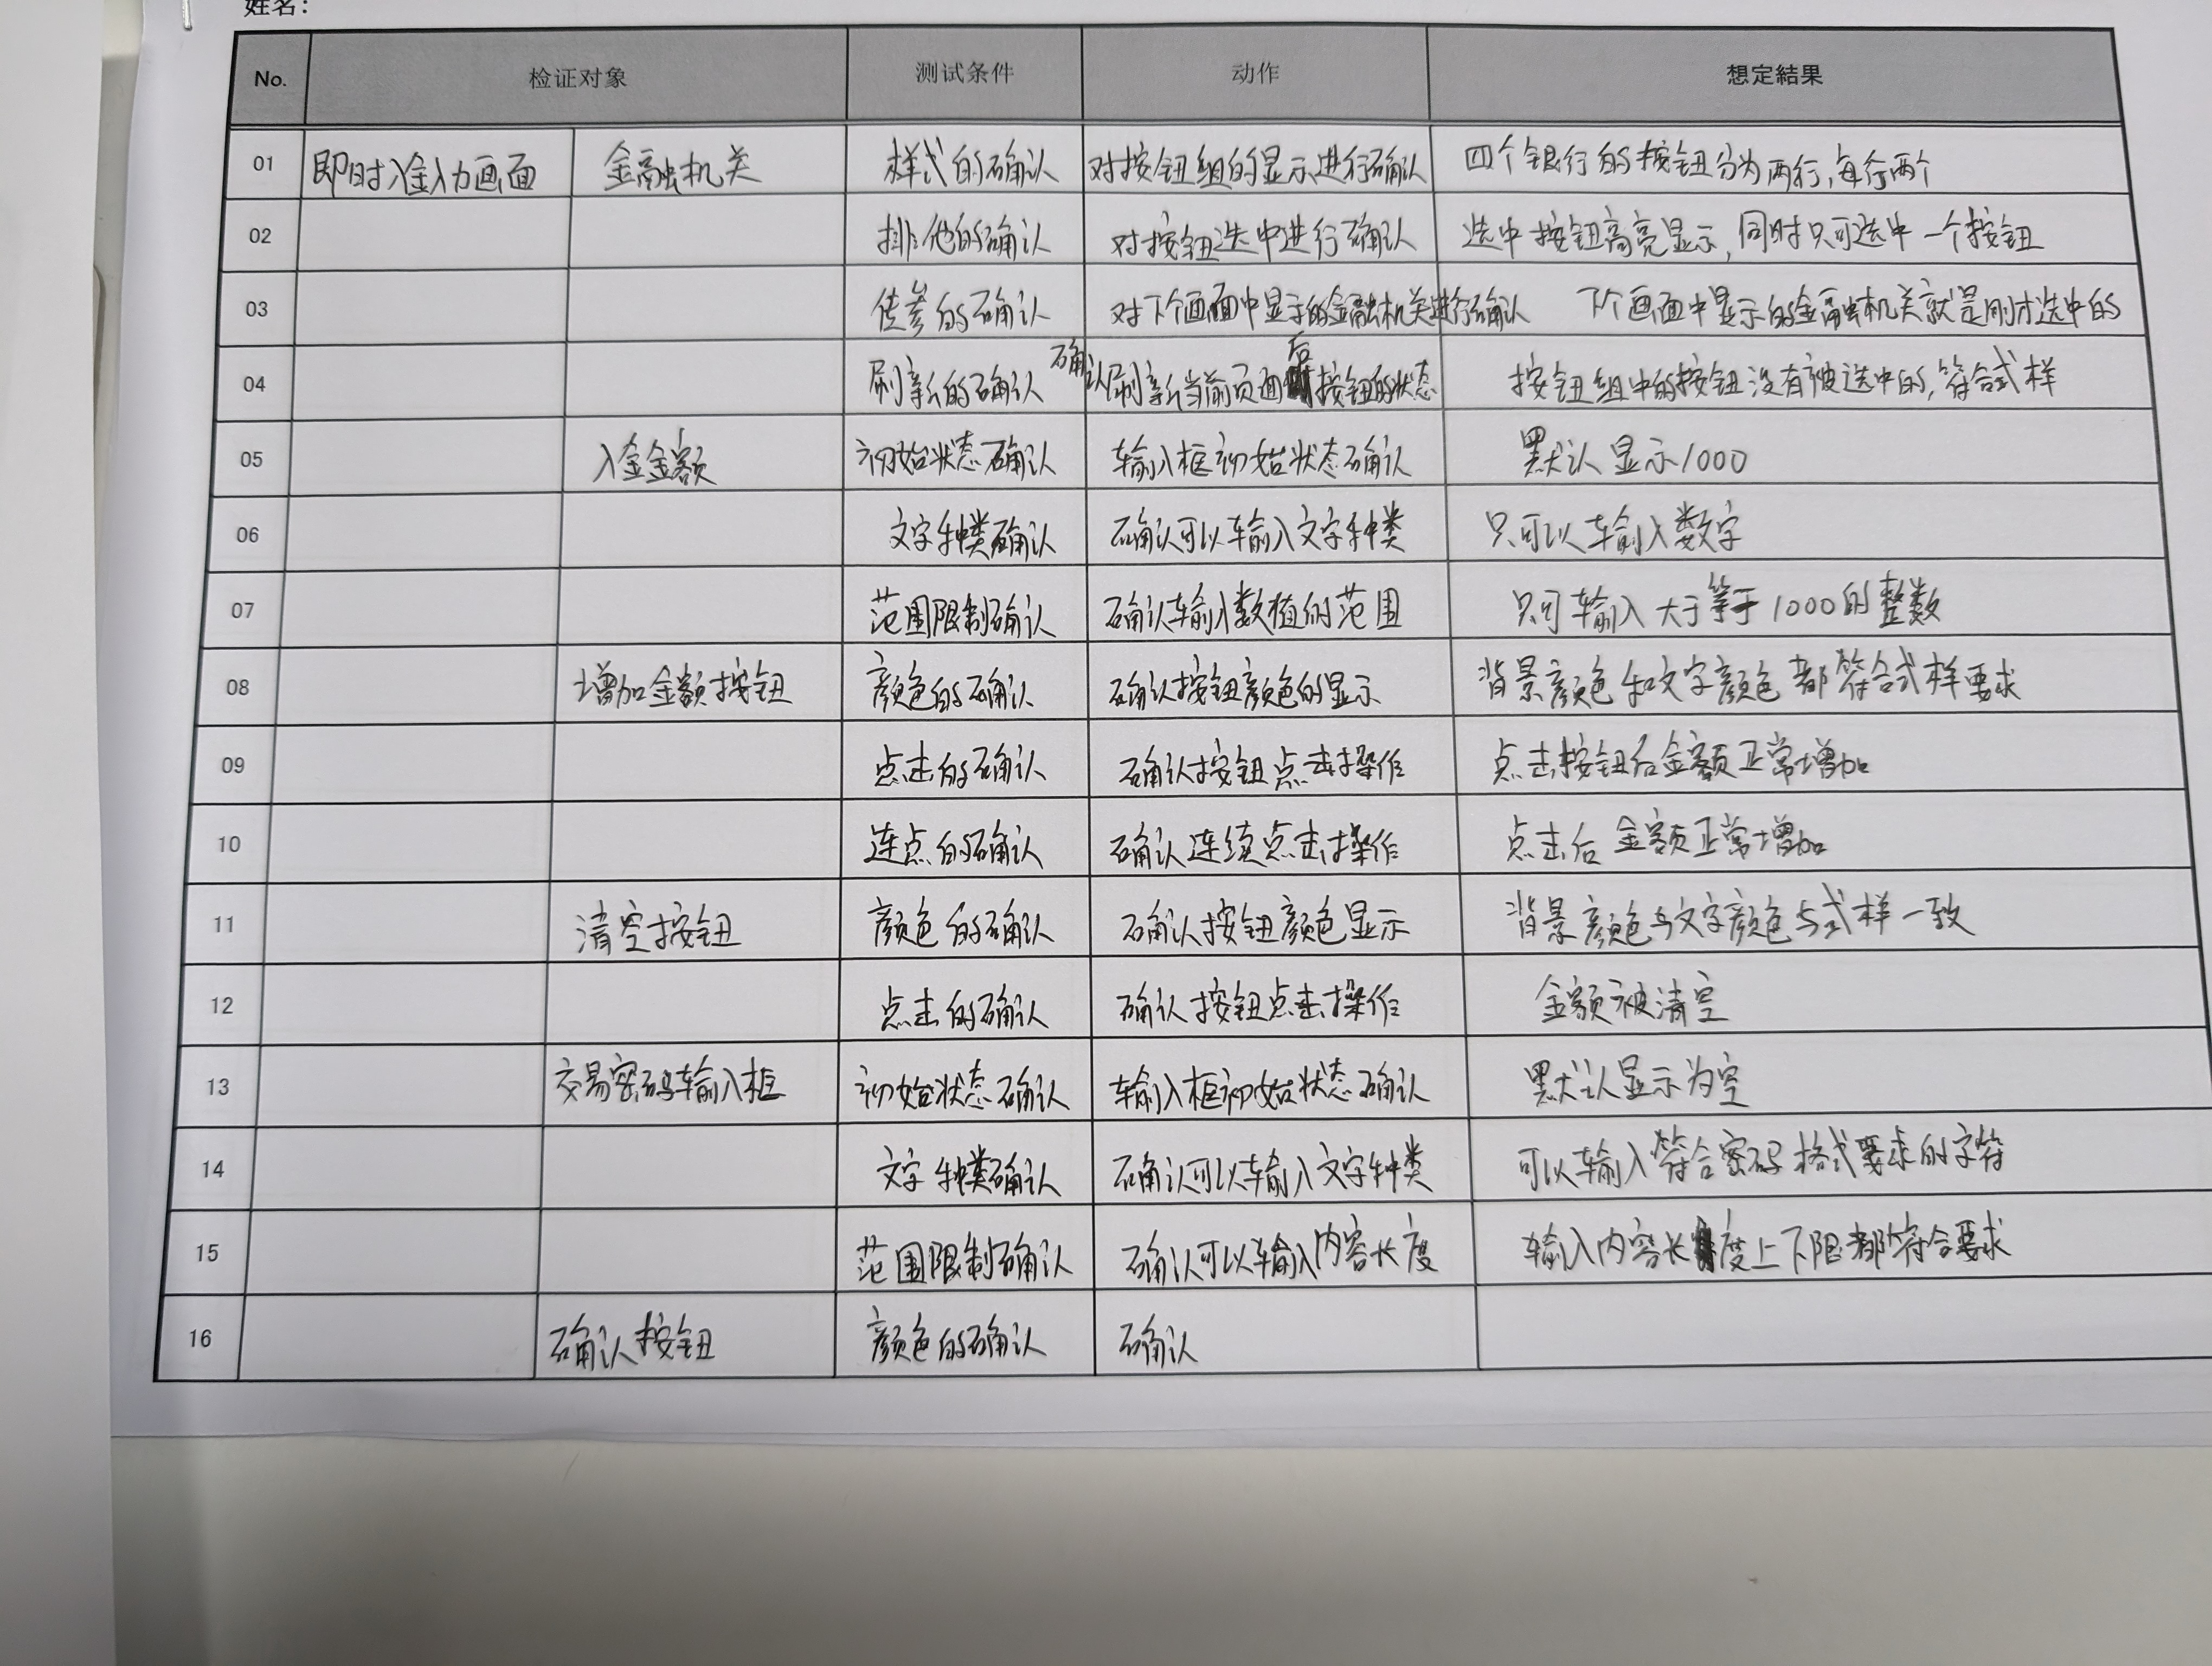 姓名:
No. 检证对象 测试条件 动作 想定結果
01 即时入金入力画面 金融机关 样式的确认 对按钮组的显示进行确认 四个银行的按钮分为两行,每行两个
02 排他的确认 对按钮选中进行确认 选中按钮高亮显示,同时只可选中一个按钮
03 传参的确认 对下个画面中显示的金融机关进行确认 下个画面中显示的金融机关就是刚才选中的
04 刷新的确认 确认刷新当前页面后按钮的状态 按钮组中的按钮没有被选中的,符合式样
05 入金金额 初始状态确认 输入框初始状态确认 默认显示1000
06 文字种类确认 确认可以输入文字种类 只可以输入数字
07 范围限制确认 确认输入数值的范围 只可输入大于等于1000的整数
08 增加金额按钮 颜色的确认 确认按钮颜色的显示 背景颜色和文字颜色都符合式样要求
09 点击的确认 确认按钮点击操作 点击按钮后金额正常增加
10 连点的确认 确认连续点击操作 点击后金额正常增加
11 清空按钮 颜色的确认 确认按钮颜色显示 背景颜色与文字颜色与式样一致
12 点击的确认 确认按钮点击操作 金额被清空
13 交易密码输入框 初始状态确认 输入框初始状态确认 默认显示为空
14 文字种类确认 确认可以输入文字种类 可以输入符合密码格式要求的字符
15 范围限制确认 确认可以输入内容长度 输入内容长度上下限都符合要求
16 确认按钮 颜色的确认 确认